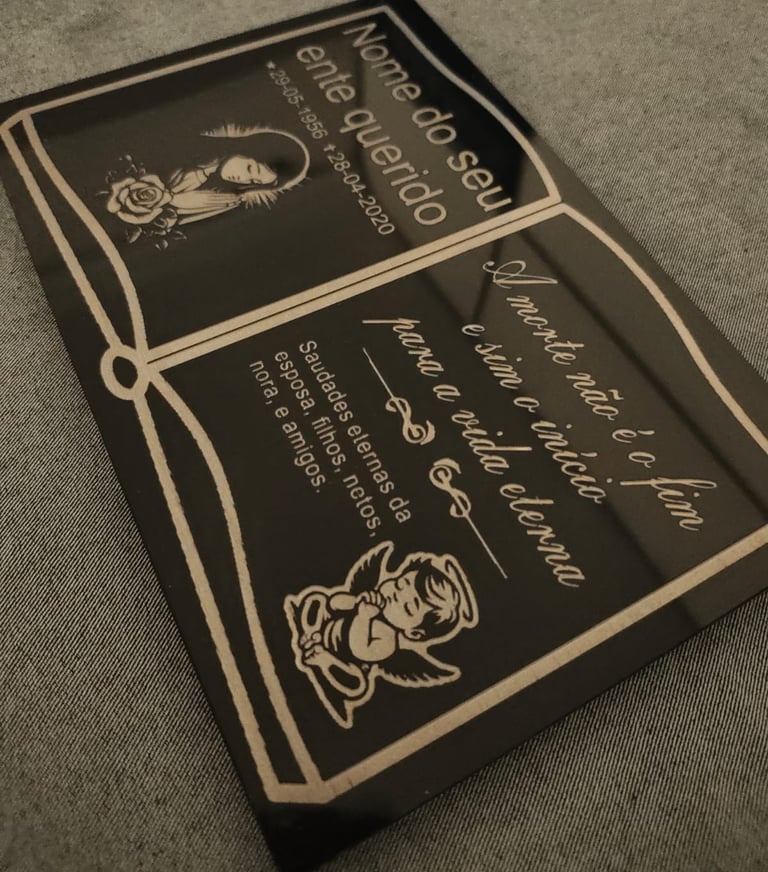 Nome do seu
ente querido
★29-05-1956 ✝28-04-2020
A morte não é o fim
e sim o início
para a vida eterna
Saudades eternas da
esposa, filhos, netos,
nora, e amigos.